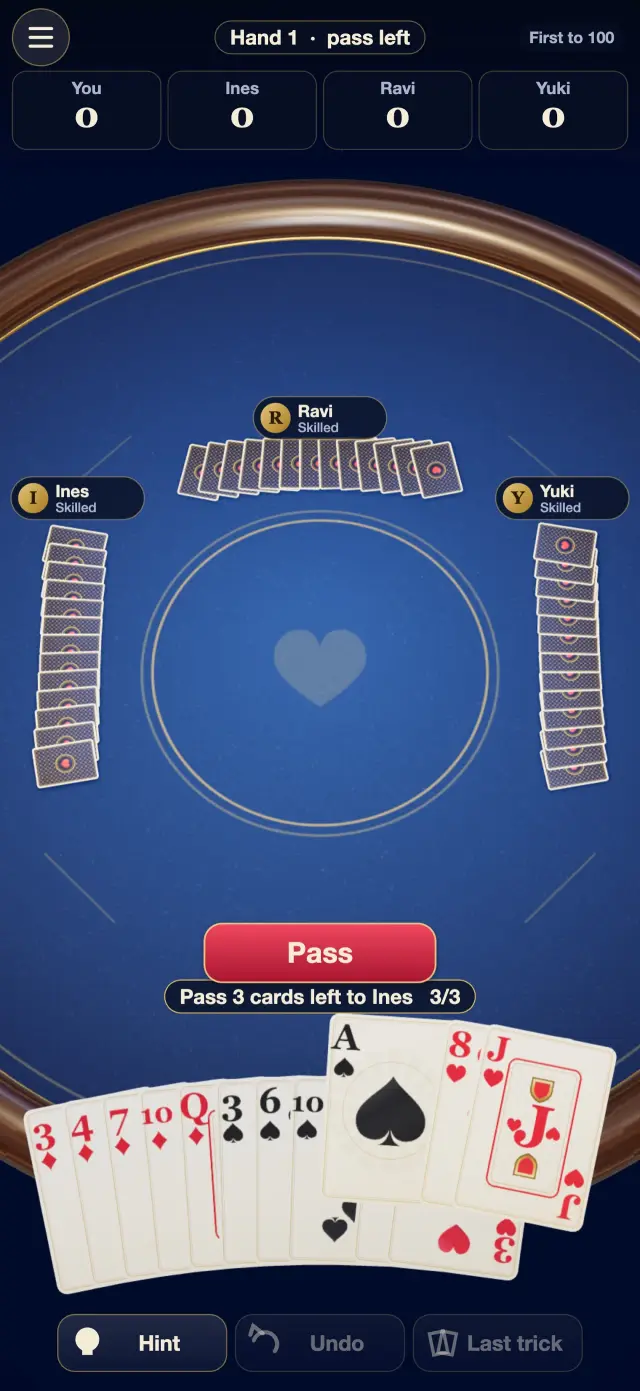 Hand 1 · pass left
First to 100
You
0
Ines
0
Ravi
0
Yuki
0
R
Ravi
Skilled
I
Ines
Skilled
Y
Yuki
Skilled
Pass
Pass 3 cards left to Ines 3/3
A
8
J
3
4
7
10
Q
3
6
10
J
J
3
Hint
Undo
Last trick